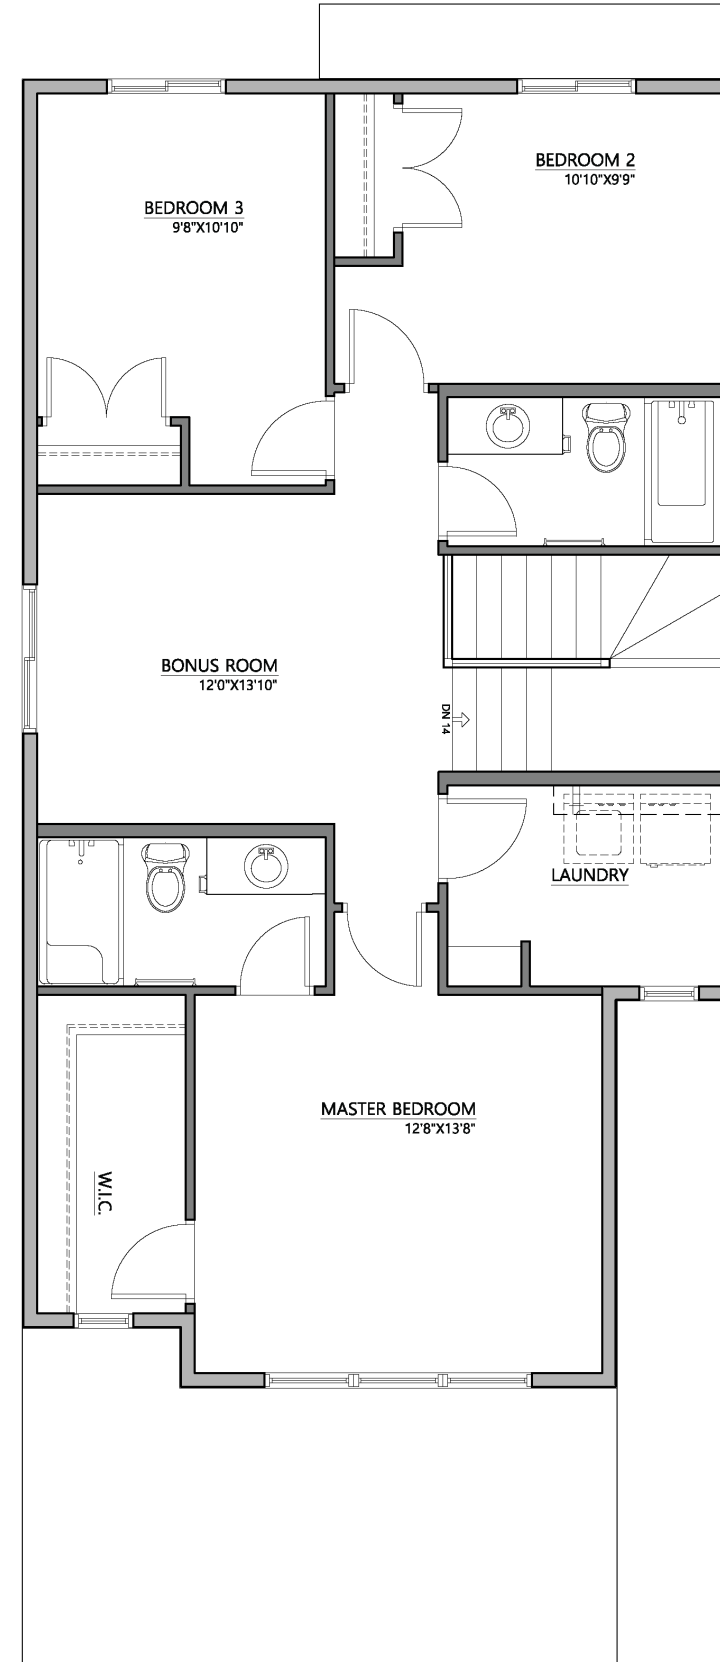 BEDROOM 2
10'10"X9'9"
BEDROOM 3
9'8"X10'10"
BONUS ROOM
12'0"X13'10"
DN 14
LAUNDRY
MASTER BEDROOM
12'8"X13'8"
W.I.C.